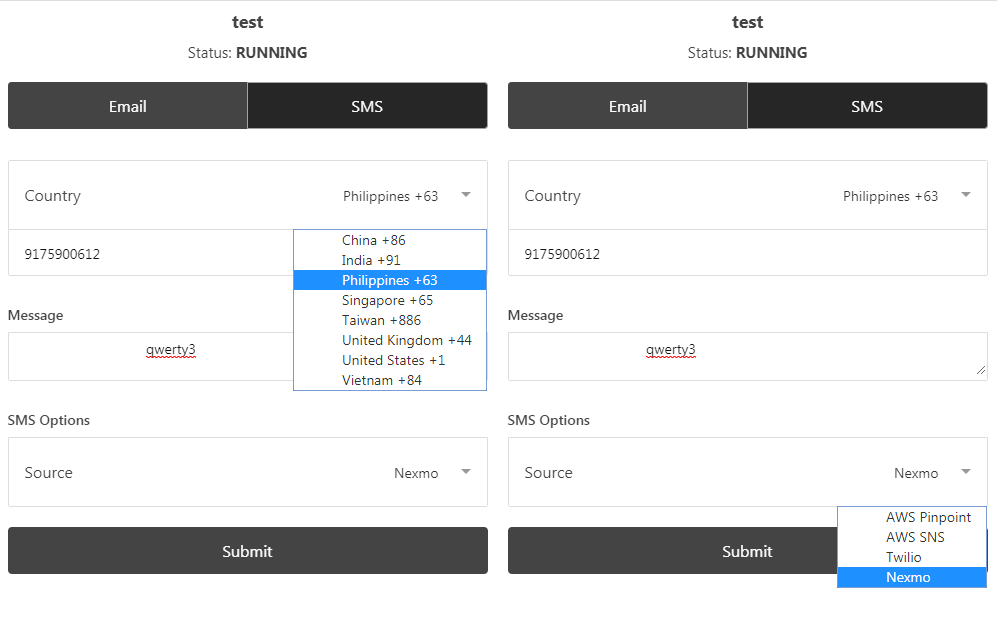 test
Status: RUNNING
Email SMS
Country Philippines +63
9175900612
China +86
India +91
Philippines +63
Singapore +65
Taiwan +886
United Kingdom +44
United States +1
Vietnam +84
Message
qwerty3
SMS Options
Source Nexmo
Submit
test
Status: RUNNING
Email SMS
Country Philippines +63
9175900612
Message
qwerty3
SMS Options
Source Nexmo
AWS Pinpoint
AWS SNS
Twilio
Nexmo
Submit